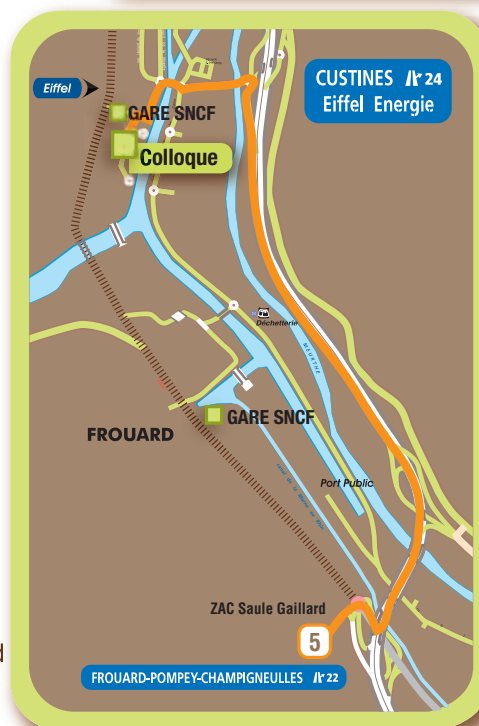 CUSTINES 24
Eiffel Energie
Eiffel
GARE SNCF
Colloque
Déchetterie
MEURTHE
GARE SNCF
FROUARD
Port Public
ZAC Saule Gaillard
5
FROUARD-POMPEY-CHAMPIGNEULLES 22
d